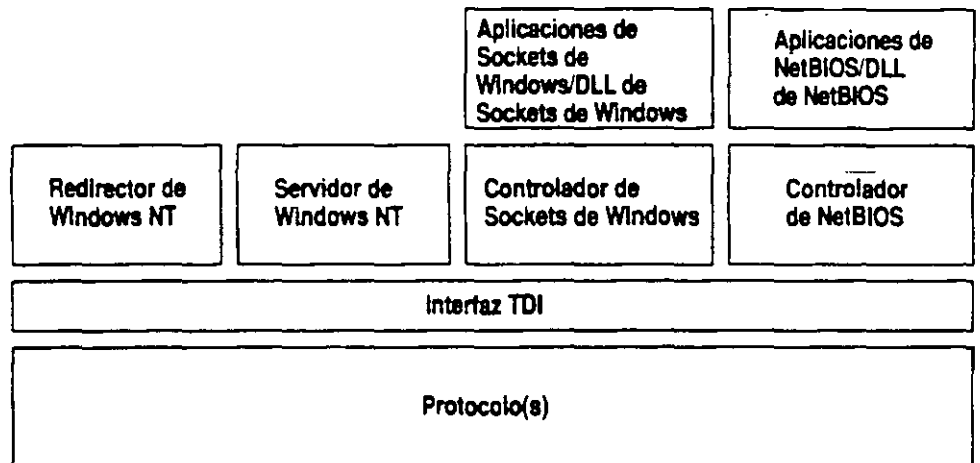 Aplicaciones de
Sockets de
Windows/DLL de
Sockets de Windows
Aplicaciones de
NetBIOS/DLL
de NetBIOS
Redirector de
Windows NT
Servidor de
Windows NT
Controlador de
Sockets de Windows
Controlador
de NetBIOS
Interfaz TDI
Protocolo(s)